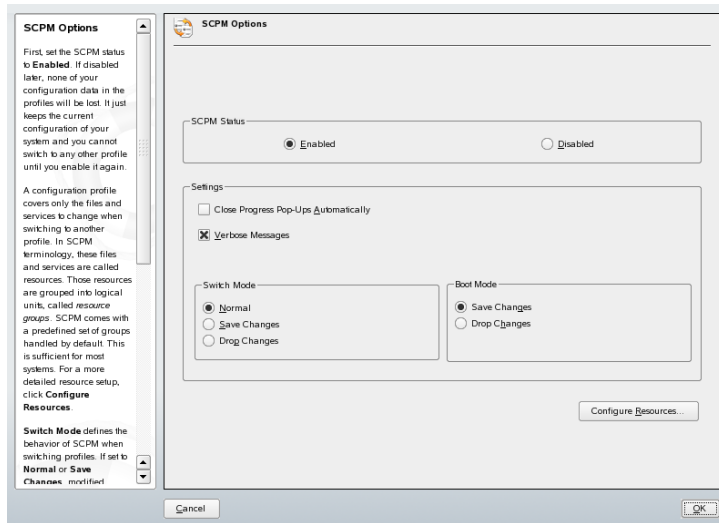 SCPM Options
First, set the SCPM status
to Enabled. If disabled
later, none of your
configuration data in the
profiles will be lost. It just
keeps the current
configuration of your
system and you cannot
switch to any other profile
until you enable it again.
A configuration profile
covers only the files and
services to change when
switching to another
profile. In SCPM
terminology, these files
and services are called
resources. Those resources
are grouped into logical
units, called resource
groups. SCPM comes with
a predefined set of groups
handled by default. This
is sufficient for most
systems. For a more
detailed resource setup,
click Configure
Resources.
Switch Mode defines the
behavior of SCPM when
switching profiles. If set to
Normal or Save
Changes, modified
SCPM Options
SCPM Status
Enabled
Disabled
Settings
Close Progress Pop-Ups Automatically
Verbose Messages
Switch Mode
Normal
Save Changes
Drop Changes
Boot Mode
Save Changes
Drop Changes
Configure Resources...
Cancel
OK